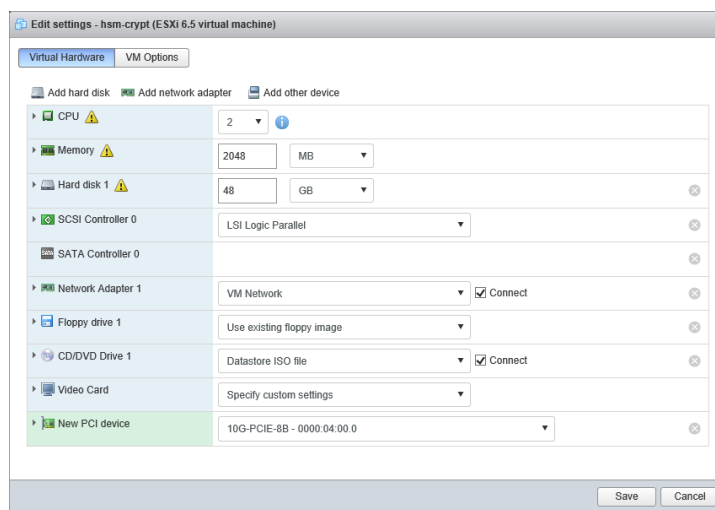 Edit settings - hsm-crypt (ESXi 6.5 virtual machine)
Virtual Hardware VM Options
Add hard disk Add network adapter Add other device
CPU 2
Memory 2048 MB
Hard disk 1 48 GB
SCSI Controller 0 LSI Logic Parallel
SATA SATA Controller 0
Network Adapter 1 VM Network Connect
Floppy drive 1 Use existing floppy image
CD/DVD Drive 1 Datastore ISO file Connect
Video Card Specify custom settings
New PCI device 10G-PCIE-8B - 0000:04:00.0
Save Cancel